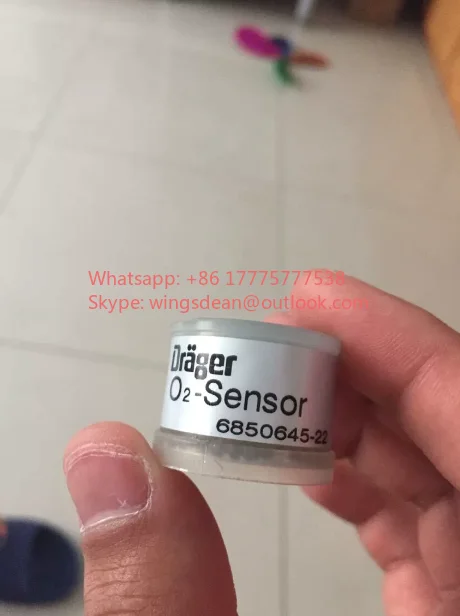 Whatsapp: +86 17775777538
Skype: wingsdean@outlook.com
Dräger
O₂-Sensor
6850645-22